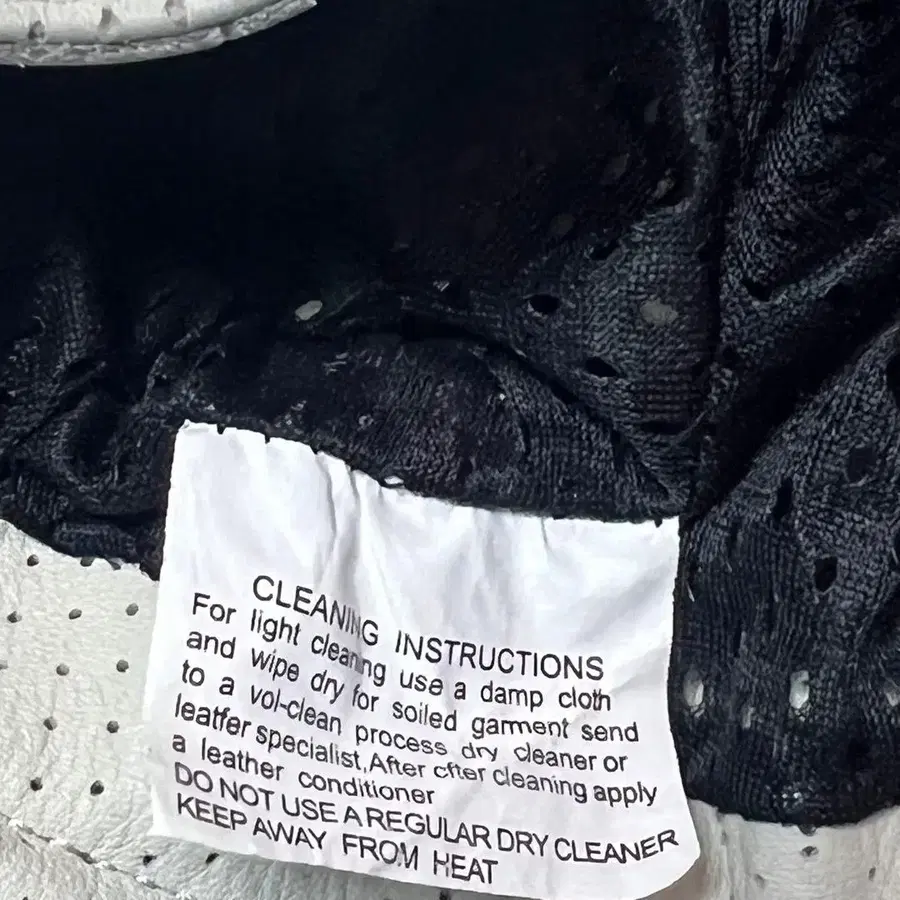 CLEANING INSTRUCTIONS
For light cleaning use a damp cloth
and wipe dry for soiled garment send
to a vol-clean process dry cleaner or
leatfer specialist,After cfter cleaning apply
a leather conditioner
DO NOT USE A REGULAR DRY CLEANER
KEEP AWAY FROM HEAT